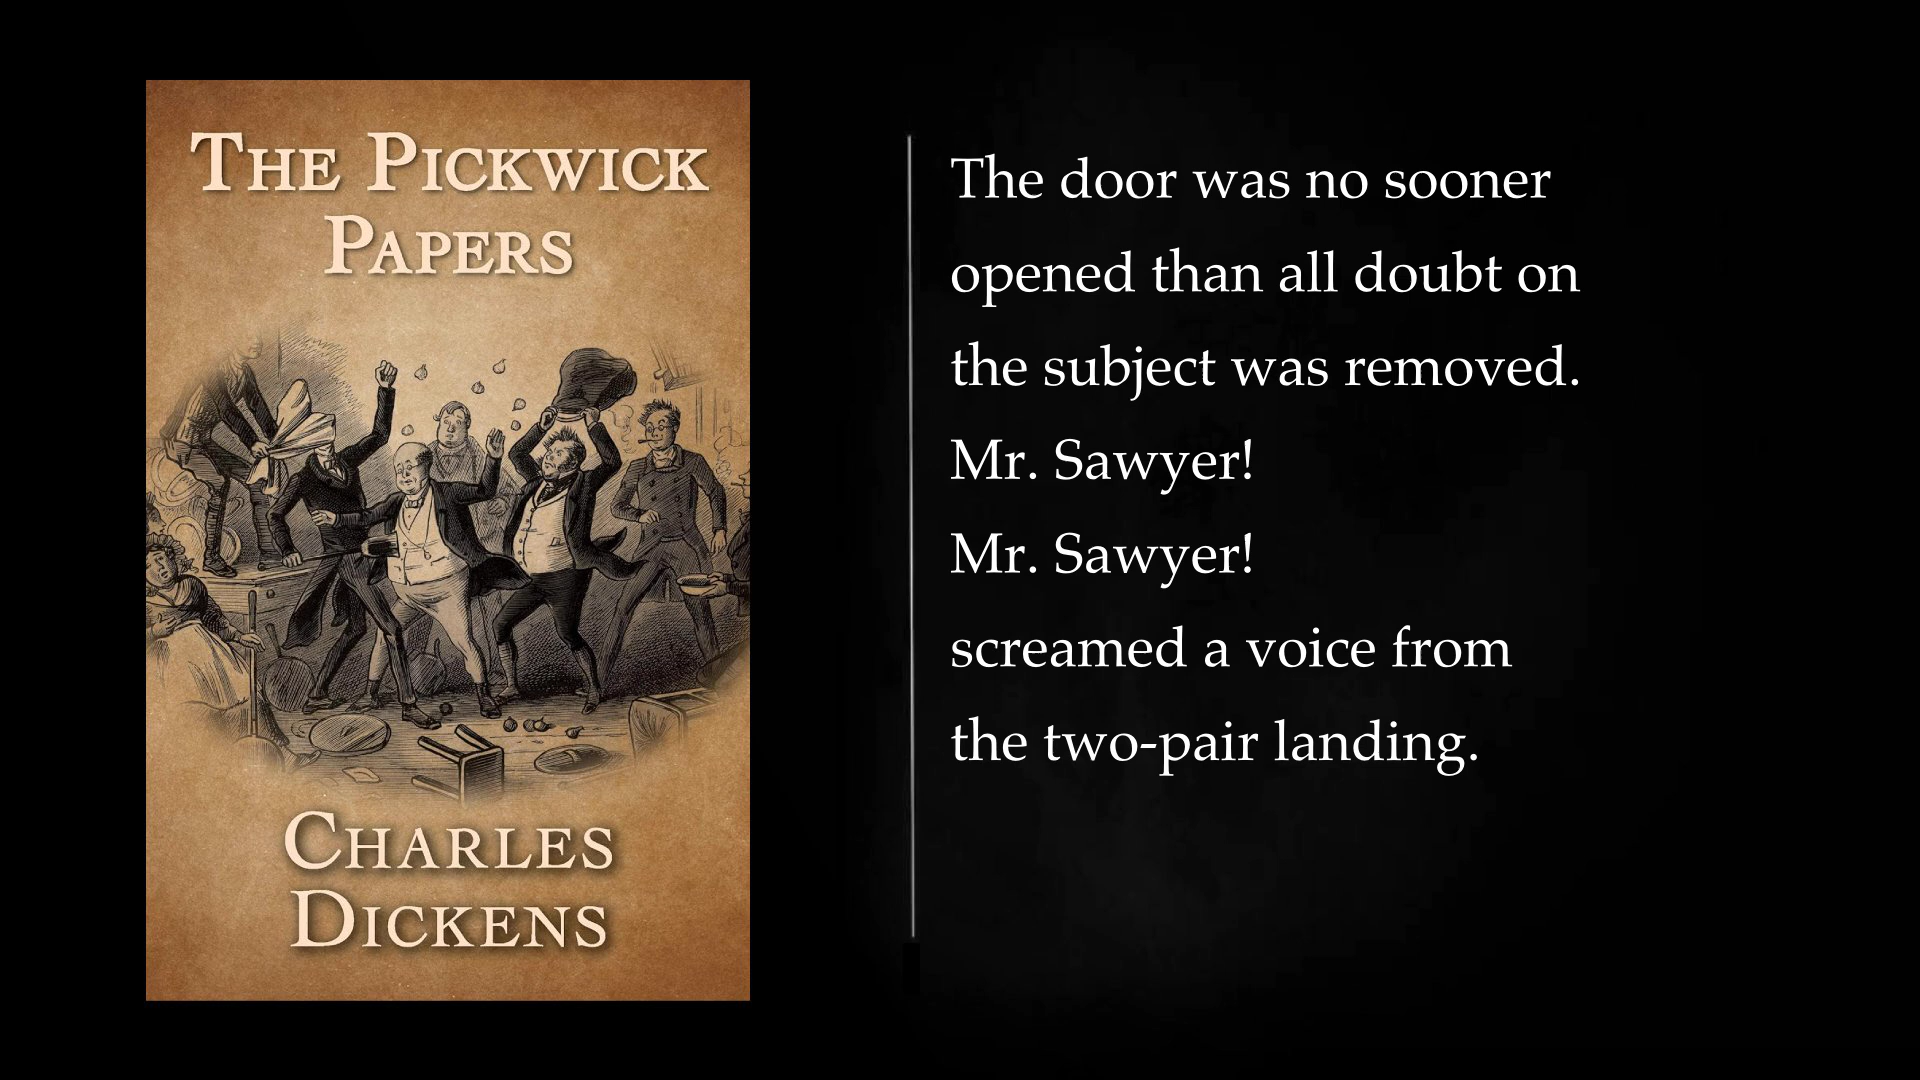 The Pickwick
Papers
Charles
Dickens
The door was no sooner
opened than all doubt on
the subject was removed.
Mr. Sawyer!
Mr. Sawyer!
screamed a voice from
the two-pair landing.